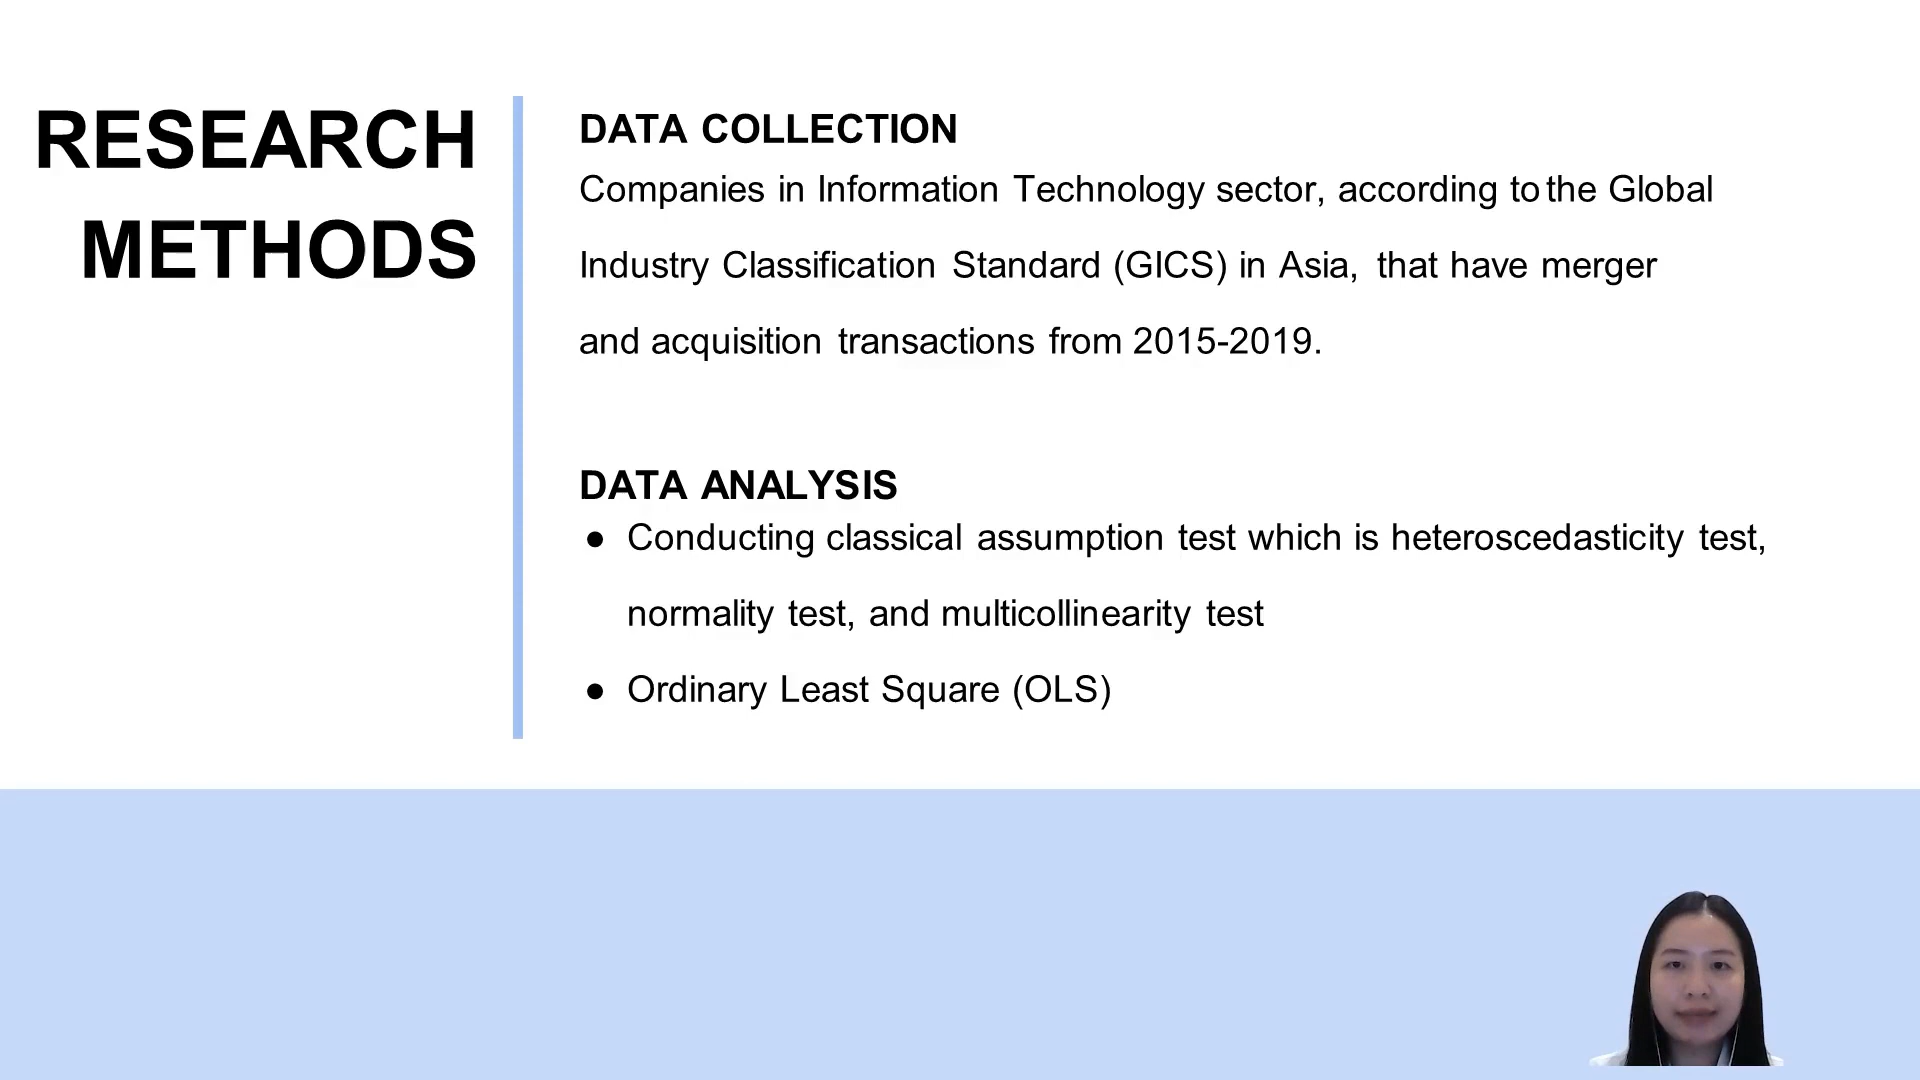 RESEARCH
METHODS
DATA COLLECTION
Companies in Information Technology sector, according to the Global
Industry Classification Standard (GICS) in Asia, that have merger
and acquisition transactions from 2015-2019.
DATA ANALYSIS
● Conducting classical assumption test which is heteroscedasticity test,
normality test, and multicollinearity test
● Ordinary Least Square (OLS)